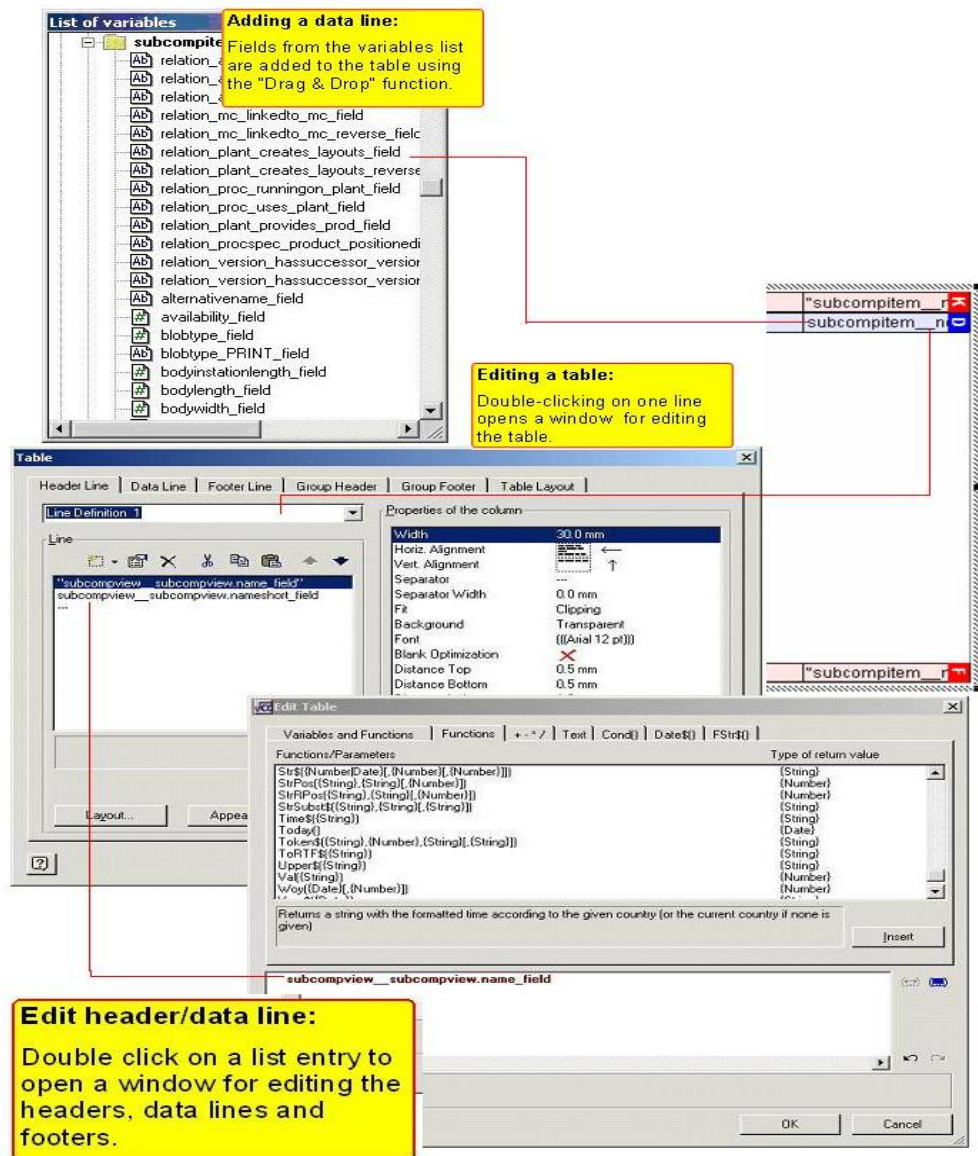 List of variables
Adding a data line:
Fields from the variables list
are added to the table using
the "Drag & Drop" function.
subcompite
relation_a
relation_a
relation_a
relation_mc_linkedto_mc_field
relation_mc_linkedto_mc_reverse_field
relation_plant_creates_layouts_field
relation_plant_creates_layouts_reverse
relation_proc_runningon_plant_field
relation_proc_uses_plant_field
relation_plant_provides_prod_field
relation_procspec_product_positionedi
relation_version_hassuccessor_version
relation_version_hassuccessor_version
alternativename_field
availability_field
blobtype_field
blobtype_PRINT_field
bodyinstationlength_field
bodylength_field
bodywidth_field
"subcompitem__n K
subcompitem__n D
Editing a table:
Double-clicking on one line
opens a window for editing
the table.
"subcompitem__n F
Table
Header Line | Data Line | Footer Line | Group Header | Group Footer | Table Layout
Line Definition 1
Line
"subcompview__subcompview.name_field"
subcompview__subcompview.nameshort_field
...
Layout...
Appea
Properties of the column
Width 30.0 mm
Horiz. Alignment
Vert. Alignment
Separator ---
Separator Width 0.0 mm
Fit Clipping
Background Transparent
Font (((Arial 12 pt)))
Blank Optimization
Distance Top 0.5 mm
Distance Bottom 0.5 mm
Edit Table
Variables and Functions | Functions | + - * / | Text | Cond() | Date$() | FStr$()
Functions/Parameters Type of return value
Str$({Number|Date}[,{Number}[,{Number}]]) {String}
StrPos({String},{String}[,{Number}]) {Number}
StrRPos({String},{String}[,{Number}]) {Number}
StrSubst$({String},{String}[,{String}]) {String}
Time$({String}) {String}
Today() {Date}
Token$({String},{Number},{String}[,{String}]) {String}
ToRTF$({String}) {String}
Upper$({String}) {String}
Val({String}) {Number}
Woy({Date}[,{Number}]) {Number}
Returns a string with the formatted time according to the given country (or the current country if none is
given)
Insert
subcompview__subcompview.name_field
OK
Cancel
Edit header/data line:
Double click on a list entry to
open a window for editing the
headers, data lines and
footers.